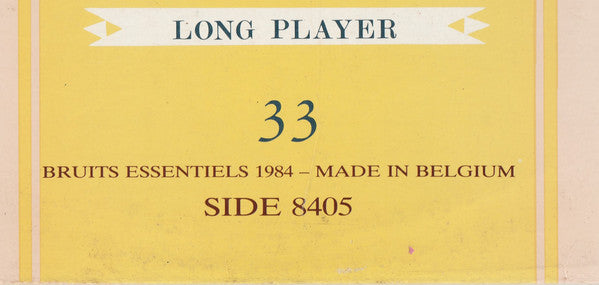 LONG PLAYER
33
BRUITS ESSENTIELS 1984 – MADE IN BELGIUM
SIDE 8405